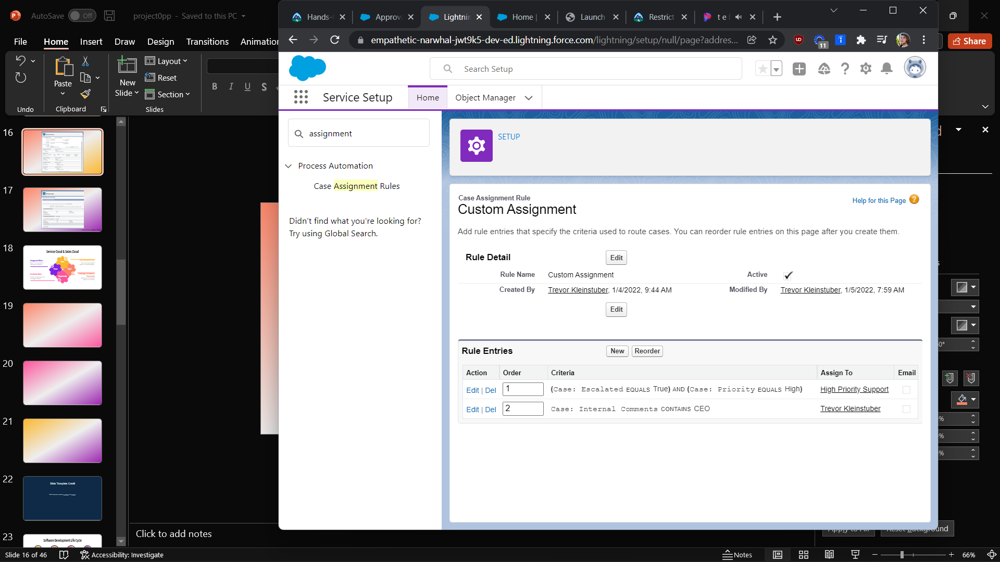 AutoSave
Off
project0pp - Saved to this PC
File
Home
Insert
Draw
Design
Transitions
Share
Undo
Paste
Clipboard
New
Slide
Layout
Reset
Section
Slides
B
I
U
S
16
17
18
Service Cloud & Sales Cloud
19
20
21
22
Slide Template Credit
23
Software Development Life Cycle
Click to add notes
Slide 16 of 46
Accessibility: Investigate
Notes
66%
Hands-
Approv
Lightnin
Home |
Launch
Restrict
t e
empathetic-narwhal-jwt9k5-dev-ed.lightning.force.com/lightning/setup/null/page?addres...
11
Search Setup
Service Setup
Home
Object Manager
assignment
Process Automation
Case Assignment Rules
Didn't find what you're looking for?
Try using Global Search.
SETUP
Case Assignment Rule
Custom Assignment
Help for this Page
Add rule entries that specify the criteria used to route cases. You can reorder rule entries on this page after you create them.
Rule Detail
Edit
Rule Name Custom Assignment Active
Created By Trevor Kleinstuber, 1/4/2022, 9:44 AM Modified By Trevor Kleinstuber, 1/5/2022, 7:59 AM
Edit
Rule Entries
New
Reorder
Action Order Criteria Assign To Email
Edit | Del 1 (Case: Escalated EQUALS True) AND (Case: Priority EQUALS High) High Priority Support
Edit | Del 2 Case: Internal Comments CONTAINS CEO Trevor Kleinstuber